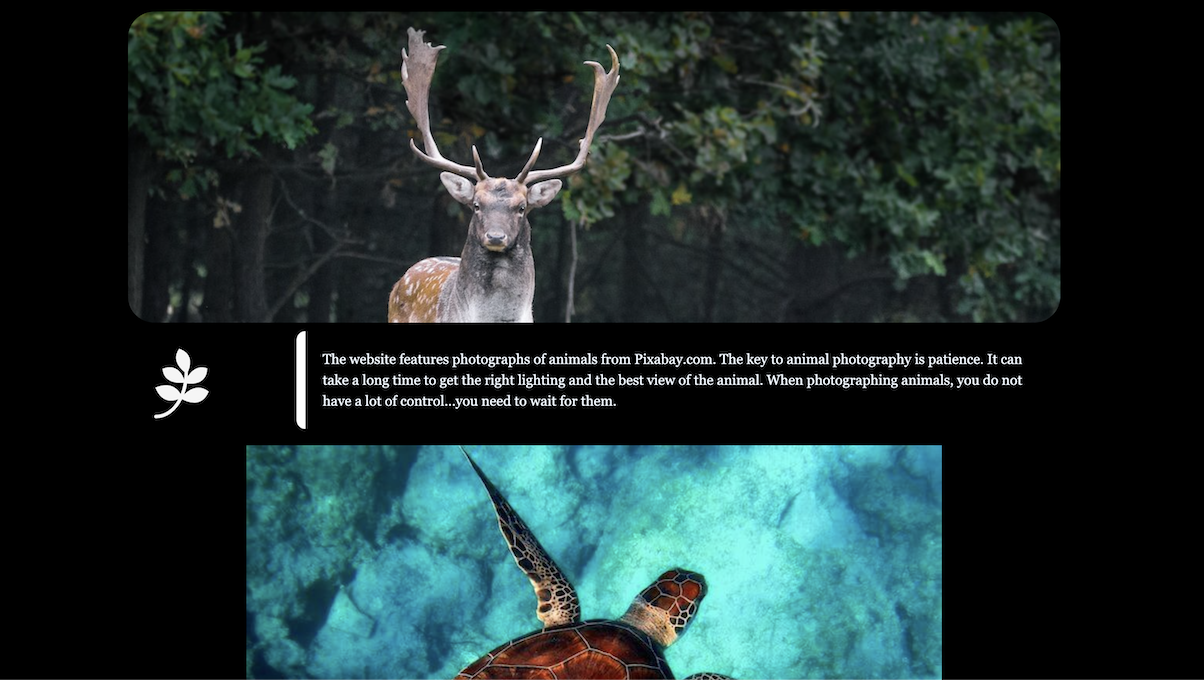 The website features photographs of animals from Pixabay.com. The key to animal photography is patience. It can
take a long time to get the right lighting and the best view of the animal. When photographing animals, you do not
have a lot of control...you need to wait for them.